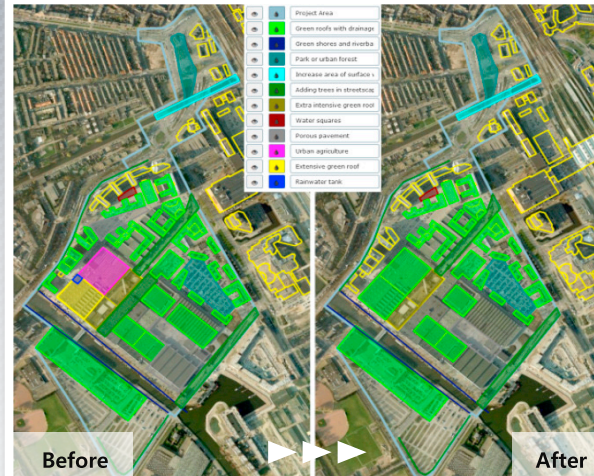 Project Area
Green roofs with drainage
Green shores and riverba
Park or urban forest
Increase area of surface
Adding trees in streetscap
Extra intensive green roof
Water squares
Porous pavement
Urban agriculture
Extensive green roof
Rainwater tank
Before
After